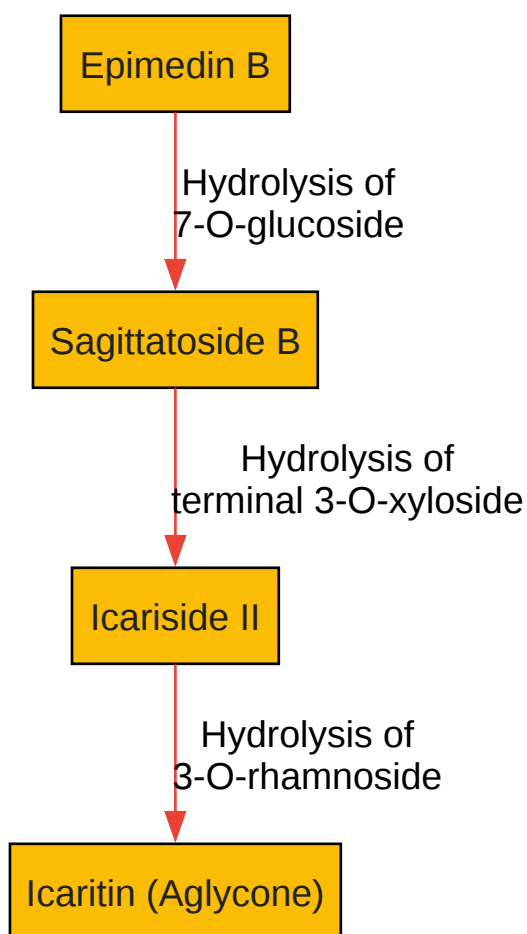 Epimedin B
Hydrolysis of
7-O-glucoside
Sagittatoside B
Hydrolysis of
terminal 3-O-xyloside
Icariside II
Hydrolysis of
3-O-rhamnoside
Icaritin (Aglycone)